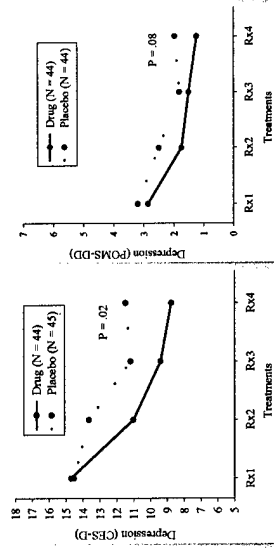 Drug (N = 44)
Placebo (N = 45)
P = .02
18
17
16
15
14
13
12
11
10
9
8
7
6
5
Depression (CES-D)
Rx1
Rx2
Rx3
Rx4
Treatments
Drug (N = 44)
Placebo (N = 44)
P = .08
7
6
5
4
3
2
1
0
Depression (POMS-DD)
Rx1
Rx2
Rx3
Rx4
Treatments